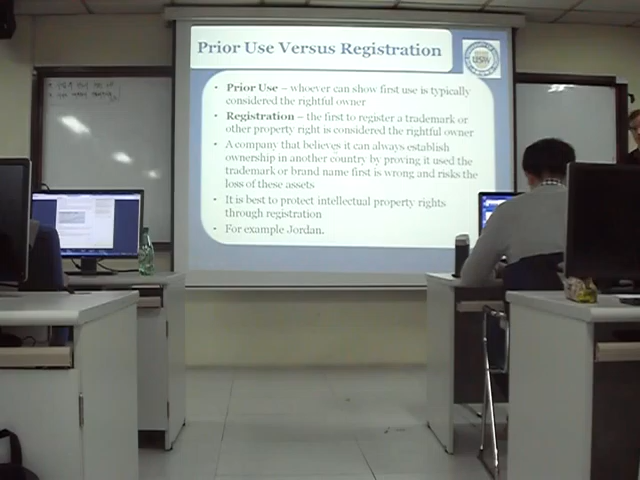 Prior Use Versus Registration
• Prior Use – whoever can show first use is typically
considered the rightful owner
• Registration – the first to register a trademark or
other property right is considered the rightful owner
• A company that believes it can always establish
ownership in another country by proving it used the
trademark or brand name first is wrong and risks the
loss of these assets
• It is best to protect intellectual property rights
through registration
• For example Jordan.